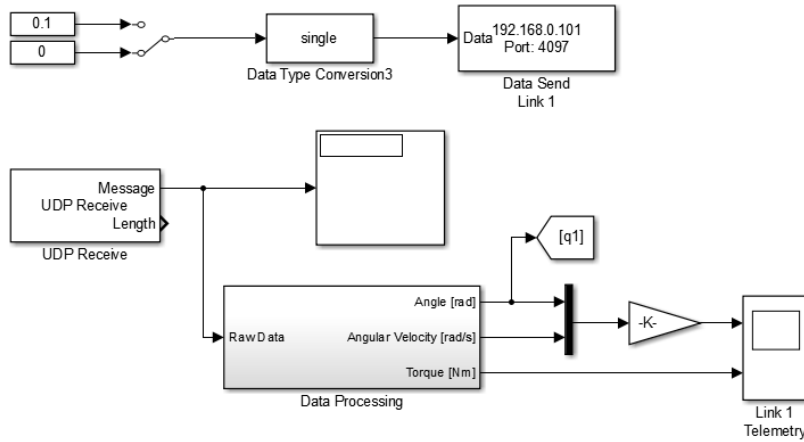 0.1
0
single
Data Type Conversion3
Data
192.168.0.101
Port: 4097
Data Send
Link 1
Message
UDP Receive
Length
UDP Receive
[q1]
RawData
Angle [rad]
Angular Velocity [rad/s]
Torque [Nm]
Data Processing
-K-
Link 1
Telemetry